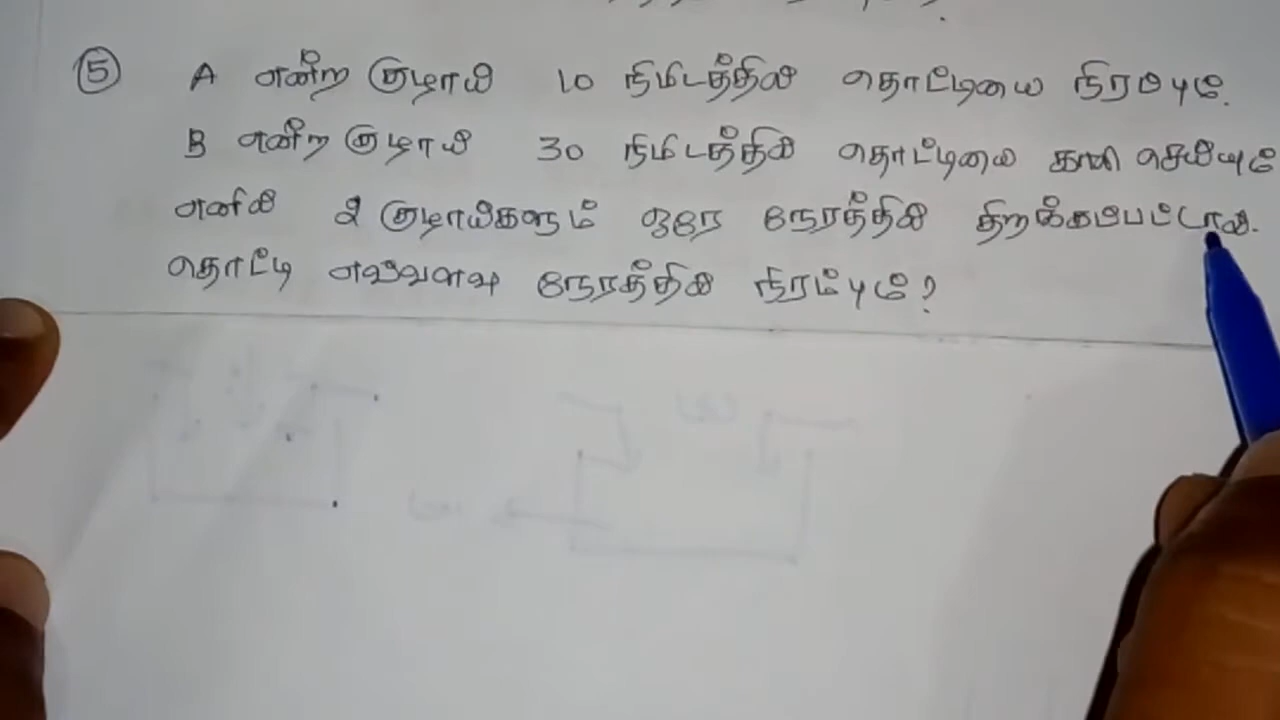 ⑤ A என்ற குழாய் 10 நிமிடத்தில் தொட்டியை நிரம்பும்.
B என்ற குழாய் 30 நிமிடத்தில் தொட்டியை காலி செய்யும்
எனில் 2 குழாய்களும் ஒரே நேரத்தில் திறக்கப்பட்டால்.
தொட்டி எவ்வளவு நேரத்தில் நிரம்பும்?